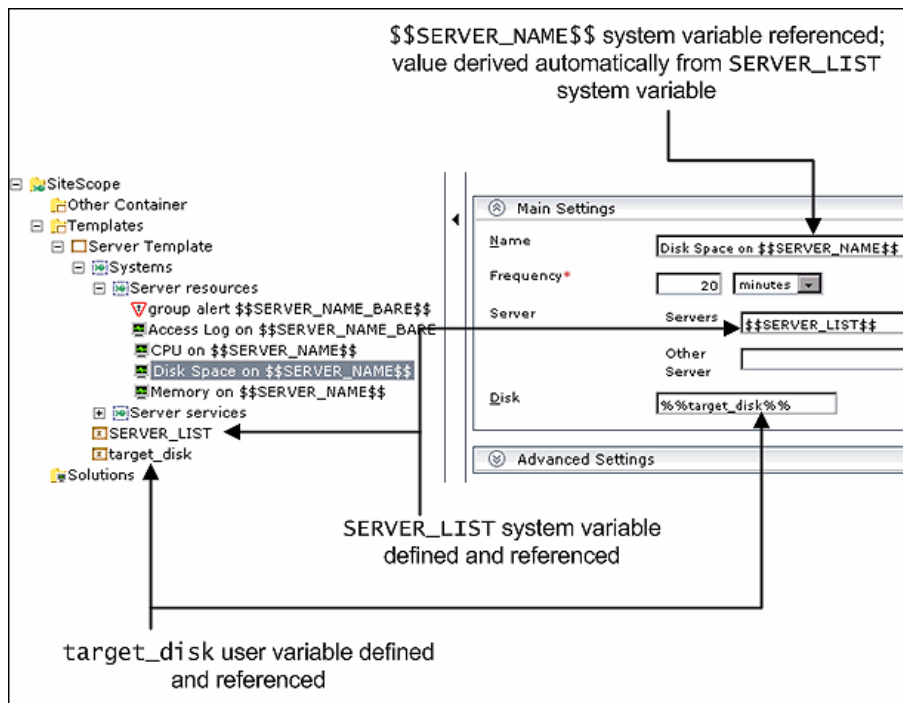 $$SERVER_NAME$$ system variable referenced;
value derived automatically from SERVER_LIST
system variable
SiteScope
Other Container
Templates
Server Template
Systems
Server resources
group alert $$SERVER_NAME_BARE$$
Access Log on $$SERVER_NAME_BARE
CPU on $$SERVER_NAME$$
Disk Space on $$SERVER_NAME$$
Memory on $$SERVER_NAME$$
Server services
SERVER_LIST
target_disk
Solutions
Main Settings
Name
Disk Space on $$SERVER_NAME$$
Frequency*
20
minutes
Server
Servers
$$SERVER_LIST$$
Other
Server
Disk
%%target_disk%%
Advanced Settings
SERVER_LIST system variable
defined and referenced
target_disk user variable defined
and referenced